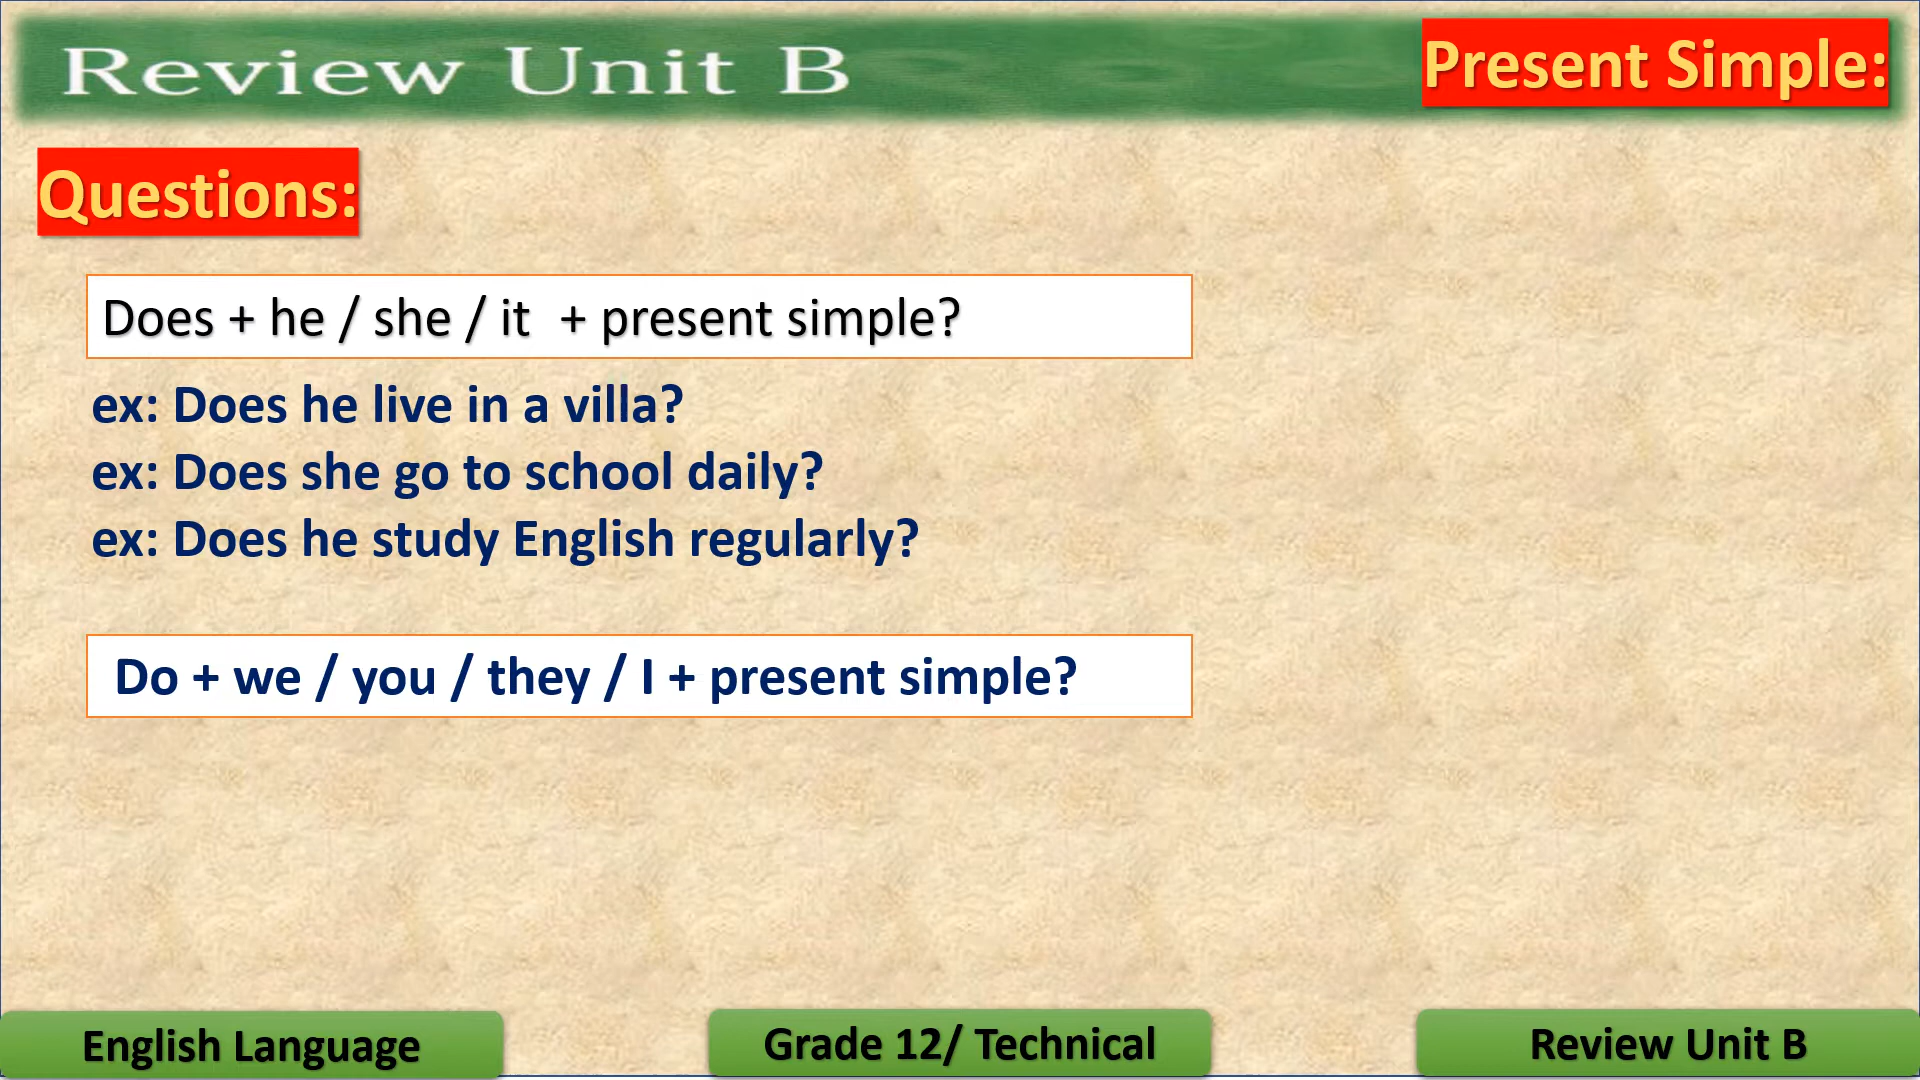 Review Unit B
Present Simple:
Questions:
Does + he / she / it + present simple?
ex: Does he live in a villa?
ex: Does she go to school daily?
ex: Does he study English regularly?
Do + we / you / they / I + present simple?
English Language
Grade 12/ Technical
Review Unit B